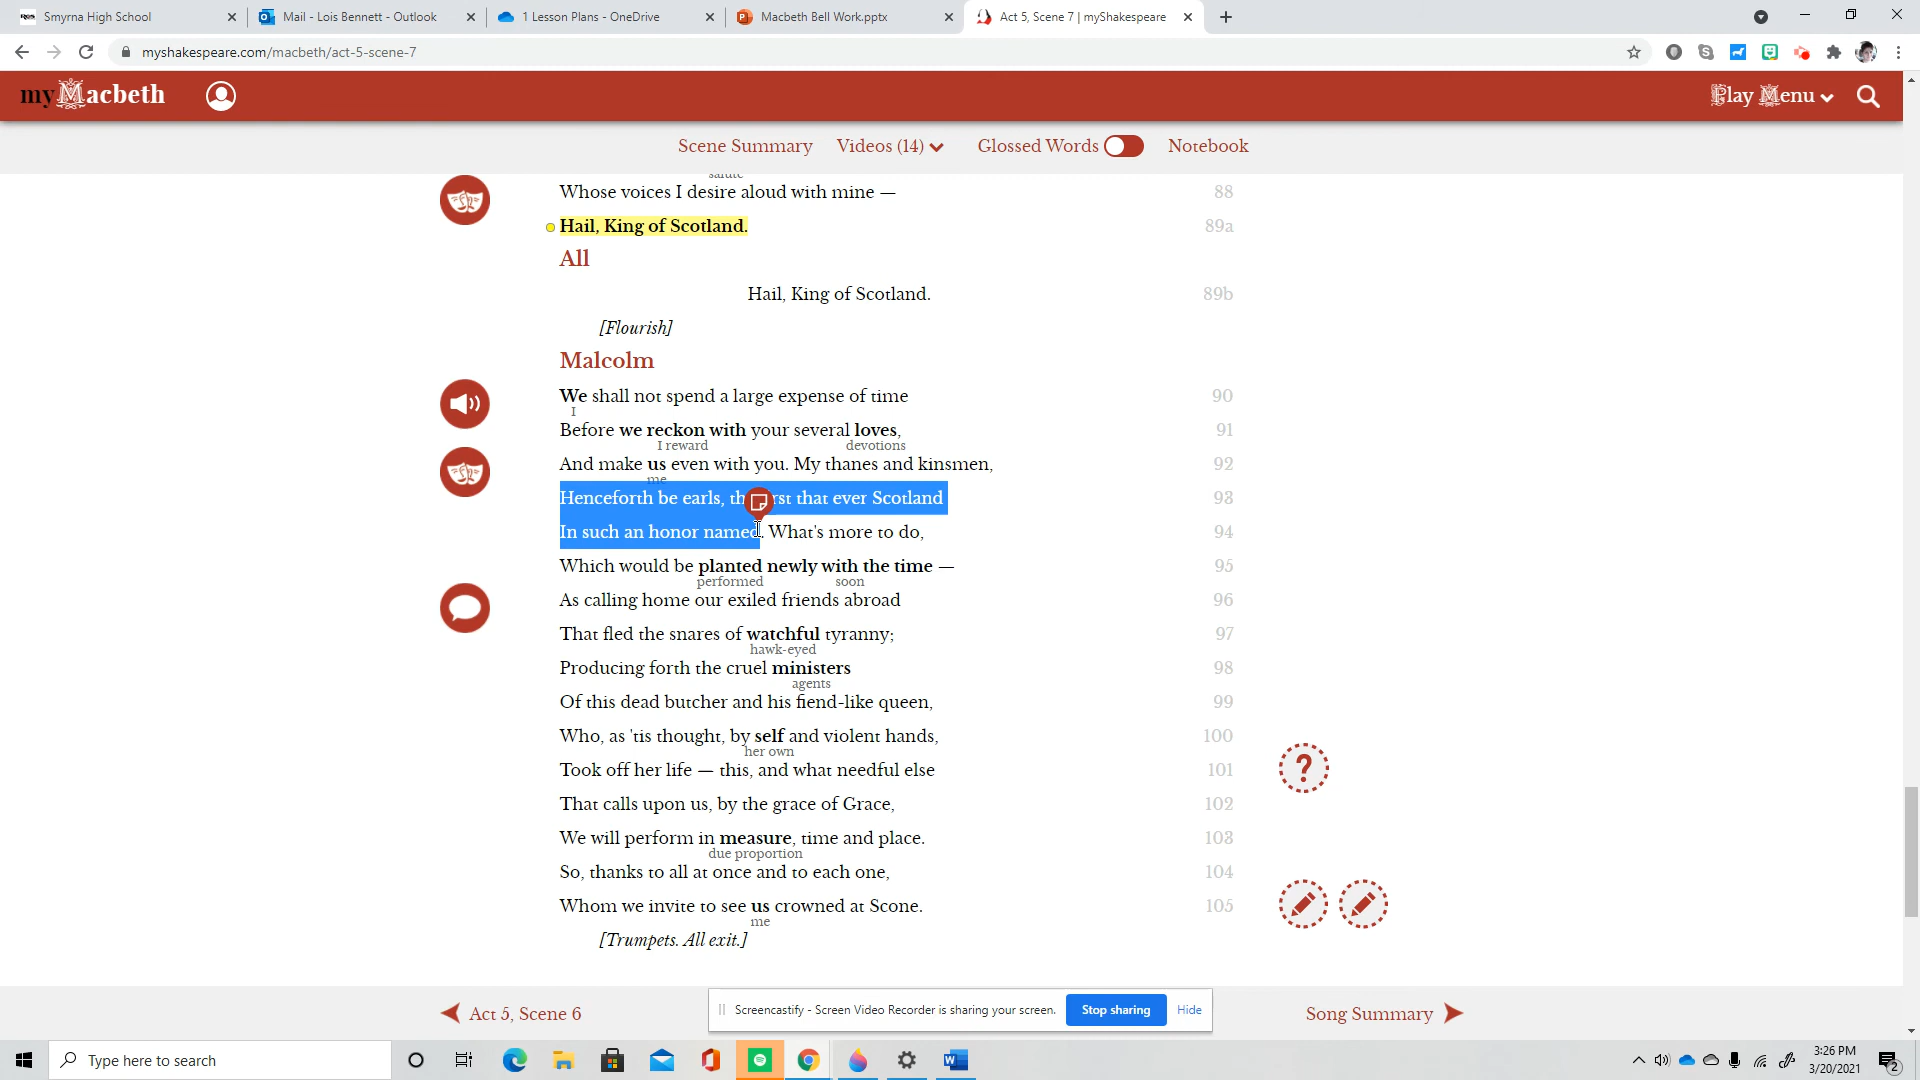 Smyrna High School
Mail - Lois Bennett - Outlook
1 Lesson Plans - OneDrive
Macbeth Bell Work.pptx
Act 5, Scene 7 | myShakespeare
myshakespeare.com/macbeth/act-5-scene-7
myMacbeth
Play Menu
Scene Summary
Videos (14)
Glossed Words
Notebook
salute
Whose voices I desire aloud with mine — 88
Hail, King of Scotland. 89a
All
Hail, King of Scotland. 89b
[Flourish]
Malcolm
We shall not spend a large expense of time 90
I
Before we reckon with your several loves, 91
I reward devotions
And make us even with you. My thanes and kinsmen, 92
me
Henceforth be earls, the first that ever Scotland 93
In such an honor named. What's more to do, 94
Which would be planted newly with the time — 95
performed soon
As calling home our exiled friends abroad 96
That fled the snares of watchful tyranny; 97
hawk-eyed
Producing forth the cruel ministers 98
agents
Of this dead butcher and his fiend-like queen, 99
Who, as 'tis thought, by self and violent hands, 100
her own
Took off her life — this, and what needful else 101
?
That calls upon us, by the grace of Grace, 102
We will perform in measure, time and place. 103
due proportion
So, thanks to all at once and to each one, 104
Whom we invite to see us crowned at Scone. 105
me
[Trumpets. All exit.]
Act 5, Scene 6
Screencastify - Screen Video Recorder is sharing your screen.
Stop sharing
Hide
Song Summary
Type here to search
3:26 PM
3/20/2021
2